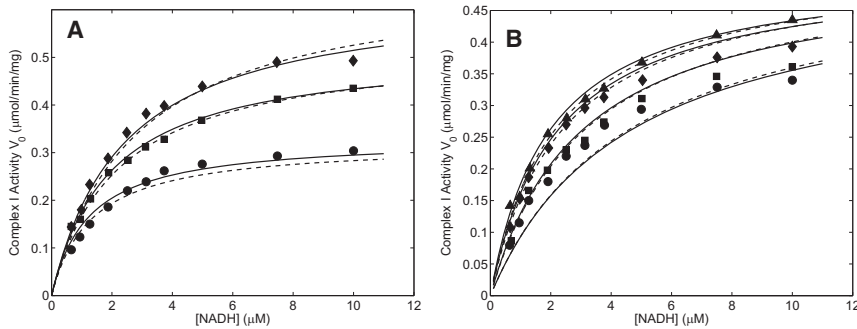 A
Complex I Activity V0 (μmol/min/mg)
0.5
0.4
0.3
0.2
0.1
0
0 2 4 6 8 10 12
[NADH] (μM)
B
Complex I Activity V0 (μmol/min/mg)
0.45
0.4
0.35
0.3
0.25
0.2
0.15
0.1
0.05
0
0 2 4 6 8 10 12
[NADH] (μM)